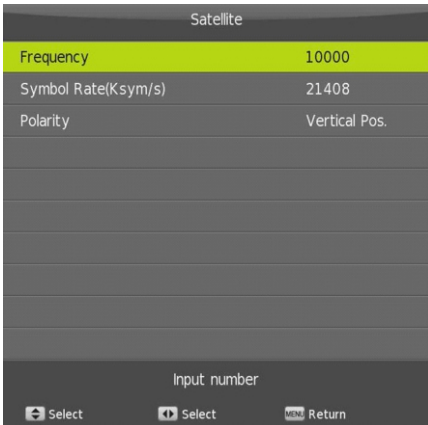 Satellite
Frequency 10000
Symbol Rate(Ksym/s) 21408
Polarity Vertical Pos.
Input number
Select Select MENU Return